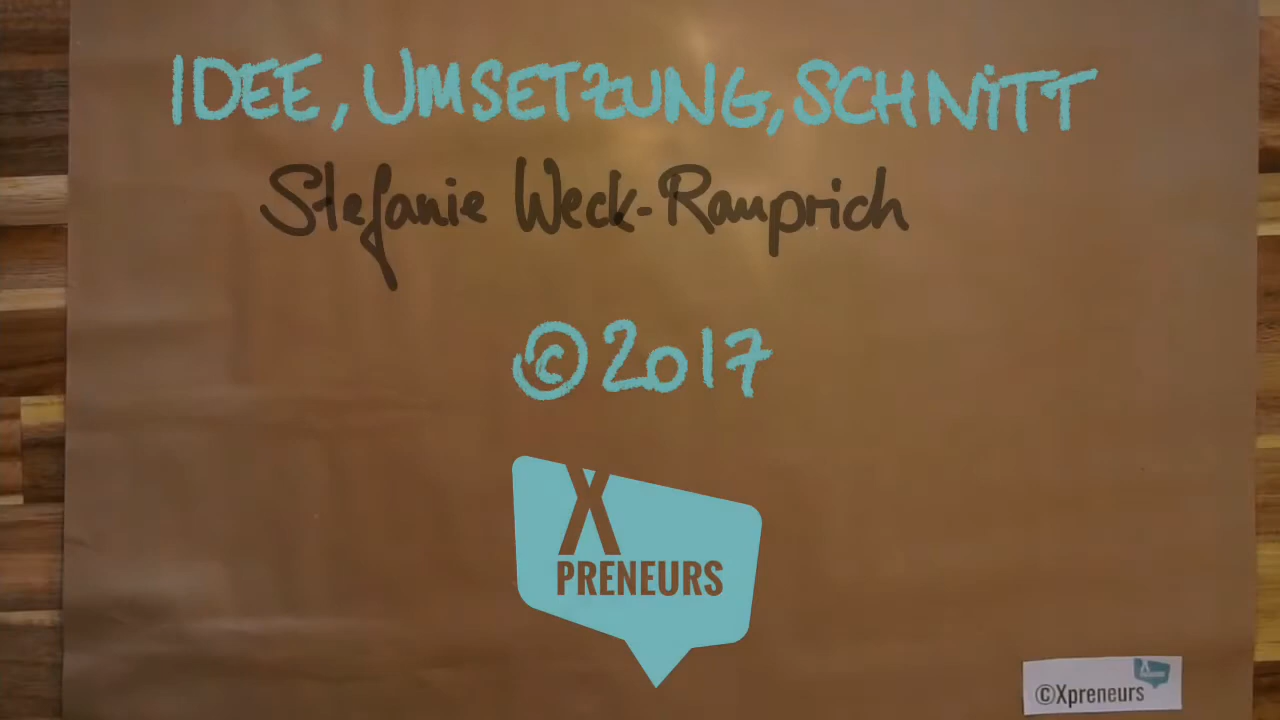 IDEE, UMSETZUNG, SCHNITT
Stefanie Weck-Rauprich
©2017
X
PRENEURS
©Xpreneurs